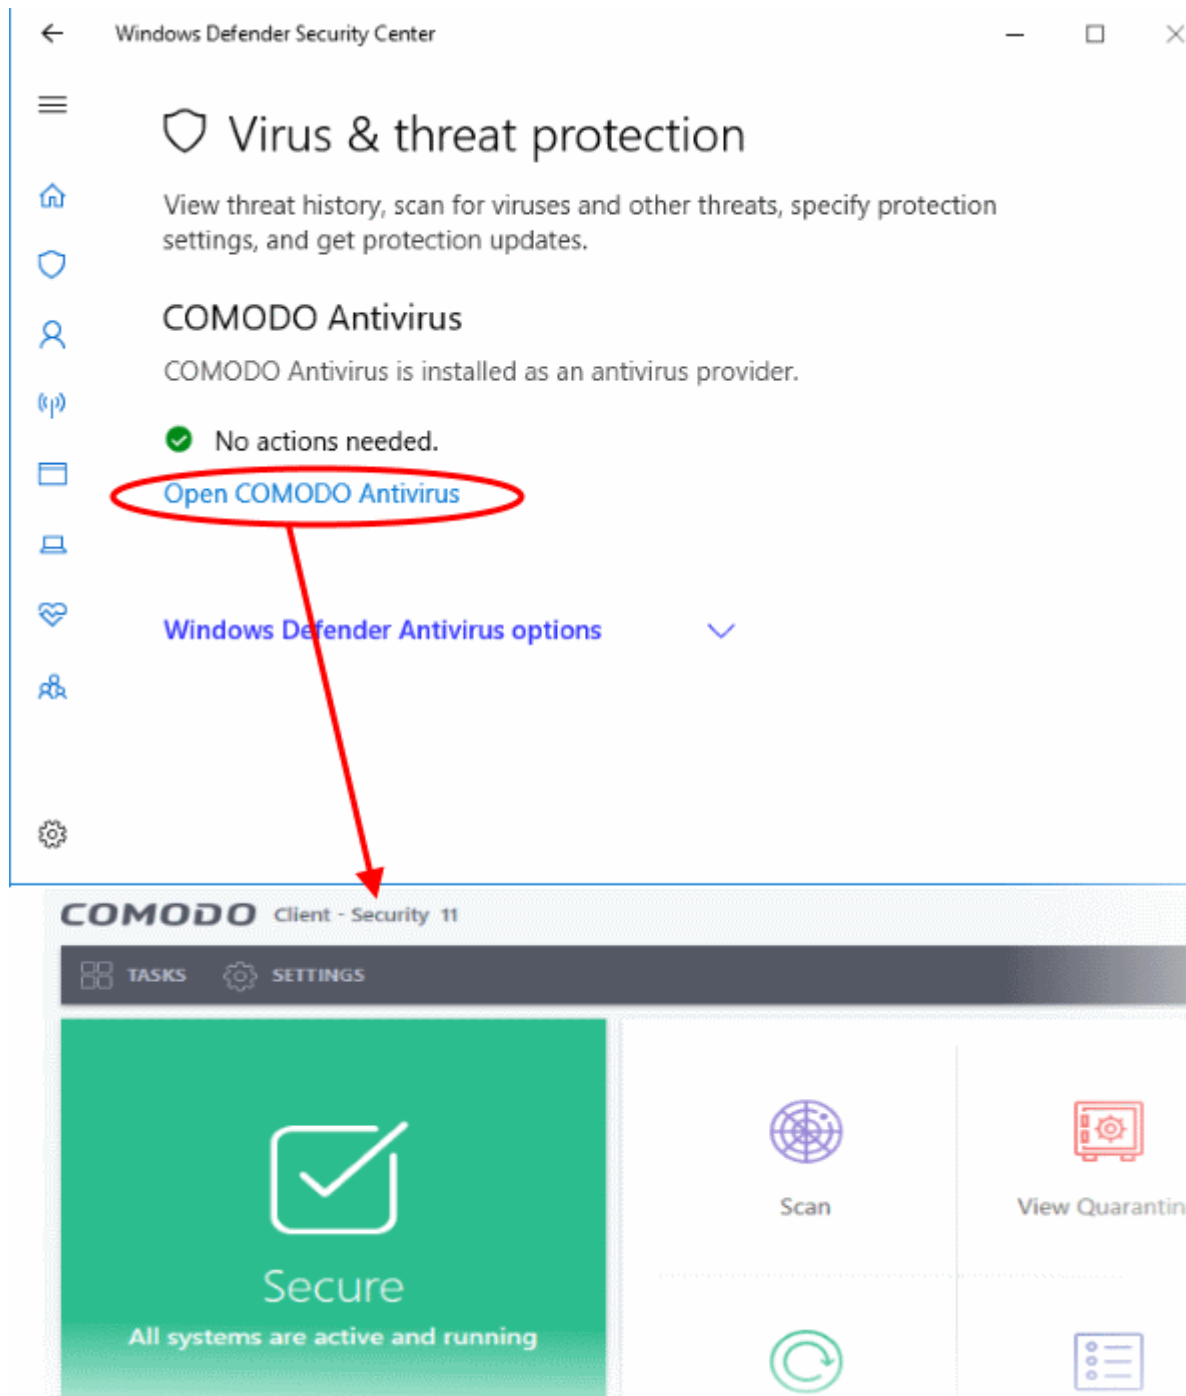 Windows Defender Security Center
Virus & threat protection
View threat history, scan for viruses and other threats, specify protection
settings, and get protection updates.
COMODO Antivirus
COMODO Antivirus is installed as an antivirus provider.
No actions needed.
Open COMODO Antivirus
Windows Defender Antivirus options
COMODO Client - Security 11
TASKS SETTINGS
Scan
View Quarantin
Secure
All systems are active and running